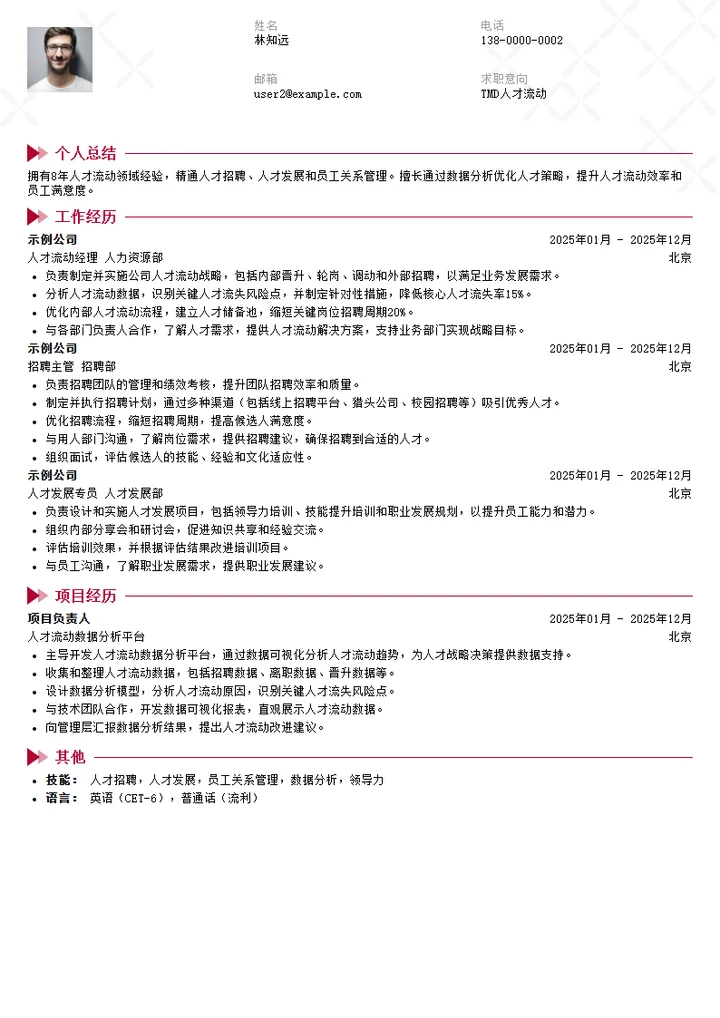 姓名
林知远
电话
138-0000-0002
邮箱
user2@example.com
求职意向
TMD人才流动
个人总结
拥有8年人才流动领域经验，精通人才招聘、人才发展和员工关系管理。擅长通过数据分析优化人才策略，提升人才流动效率和
员工满意度。
工作经历
示例公司 2025年01月 - 2025年12月
人才流动经理 人力资源部 北京
• 负责制定并实施公司人才流动战略，包括内部晋升、轮岗、调动和外部招聘，以满足业务发展需求。
• 分析人才流动数据，识别关键人才流失风险点，并制定针对性措施，降低核心人才流失率15%。
• 优化内部人才流动流程，建立人才储备池，缩短关键岗位招聘周期20%。
• 与各部门负责人合作，了解人才需求，提供人才流动解决方案，支持业务部门实现战略目标。
示例公司 2025年01月 - 2025年12月
招聘主管 招聘部 北京
• 负责招聘团队的管理和绩效考核，提升团队招聘效率和质量。
• 制定并执行招聘计划，通过多种渠道（包括线上招聘平台、猎头公司、校园招聘等）吸引优秀人才。
• 优化招聘流程，缩短招聘周期，提高候选人满意度。
• 与用人部门沟通，了解岗位需求，提供招聘建议，确保招聘到合适的人才。
• 组织面试，评估候选人的技能、经验和文化适应性。
示例公司 2025年01月 - 2025年12月
人才发展专员 人才发展部 北京
• 负责设计和实施人才发展项目，包括领导力培训、技能提升培训和职业发展规划，以提升员工能力和潜力。
• 组织内部分享会和研讨会，促进知识共享和经验交流。
• 评估培训效果，并根据评估结果改进培训项目。
• 与员工沟通，了解职业发展需求，提供职业发展建议。
项目经历
项目负责人 2025年01月 - 2025年12月
人才流动数据分析平台 北京
• 主导开发人才流动数据分析平台，通过数据可视化分析人才流动趋势，为人才战略决策提供数据支持。
• 收集和整理人才流动数据，包括招聘数据、离职数据、晋升数据等。
• 设计数据分析模型，分析人才流动原因，识别关键人才流失风险点。
• 与技术团队合作，开发数据可视化报表，直观展示人才流动数据。
• 向管理层汇报数据分析结果，提出人才流动改进建议。
其他
• 技能： 人才招聘，人才发展，员工关系管理，数据分析，领导力
• 语言： 英语（CET-6），普通话（流利）